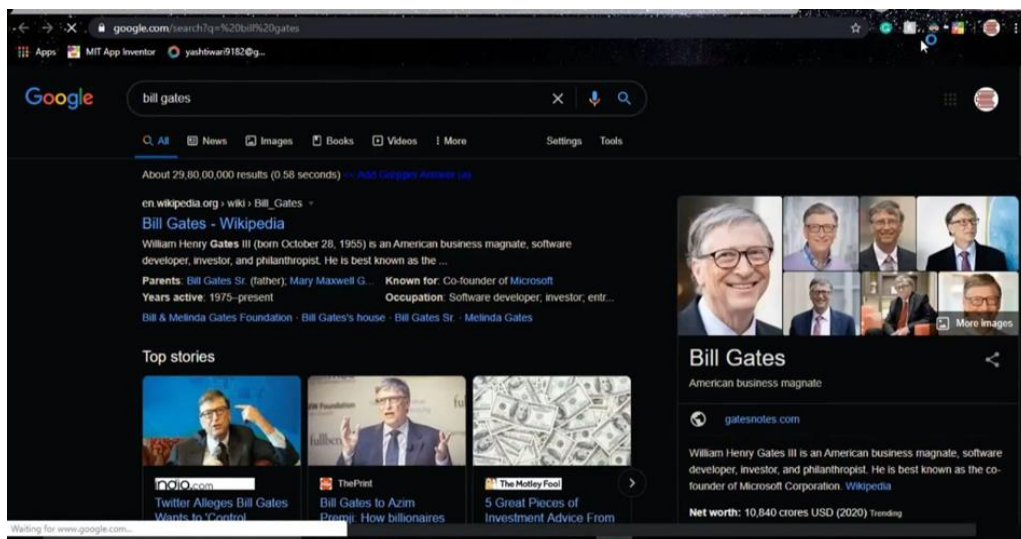 google.com/search?q=%20bill%20gates
Apps MIT App Inventor yashtiwari9182@g...
Google
bill gates
All News Images Books Videos More Settings Tools
About 29,80,00,000 results (0.58 seconds)
en.wikipedia.org › wiki › Bill_Gates
Bill Gates - Wikipedia
William Henry Gates III (born October 28, 1955) is an American business magnate, software
developer, investor, and philanthropist. He is best known as the ...
Parents: Bill Gates Sr. (father); Mary Maxwell G... Known for: Co-founder of Microsoft
Years active: 1975–present Occupation: Software developer; investor; entr...
Bill & Melinda Gates Foundation · Bill Gates's house · Bill Gates Sr. · Melinda Gates
Top stories
ThePrint
The Motley Fool
Twitter Alleges Bill Gates
Wants to 'Control
Bill Gates to Azim
Premji: How billionaires
5 Great Pieces of
Investment Advice From
More images
Bill Gates
American business magnate
gatesnotes.com
William Henry Gates III is an American business magnate, software
developer, investor, and philanthropist. He is best known as the co-
founder of Microsoft Corporation. Wikipedia
Net worth: 10,840 crores USD (2020) Trending
Waiting for www.google.com...